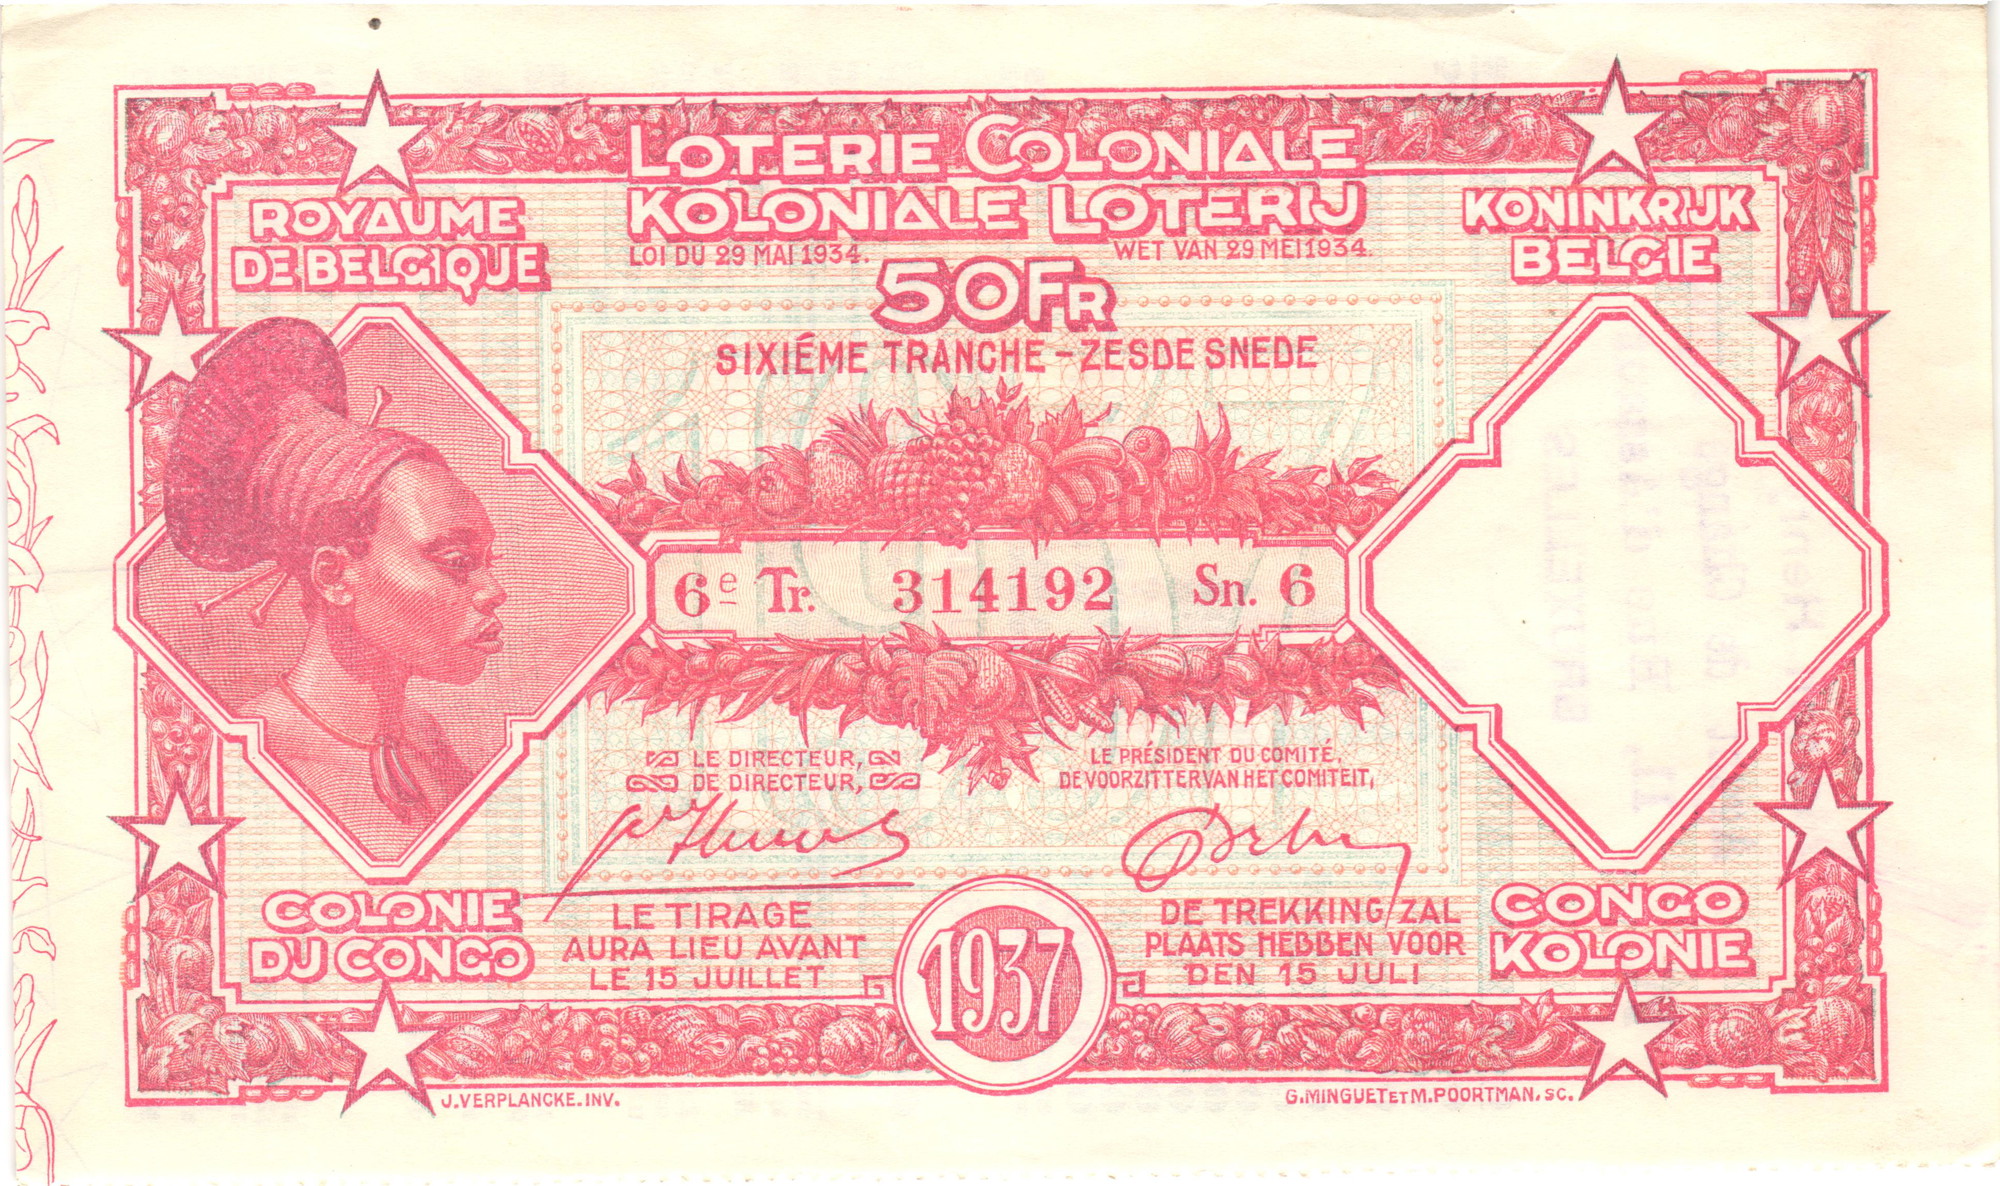 LOTERIE COLONIALE
KOLONIALE LOTERIJ
LOI DU 29 MAI 1934.
WET VAN 29 MEI 1934.
ROYAUME
DE BELGIQUE
KONINKRIJK
BELGIE
50 FR
SIXIÉME TRANCHE - ZESDE SNEDE
6e Tr. 314192 Sn. 6
LE DIRECTEUR,
DE DIRECTEUR,
LE PRÉSIDENT DU COMITÉ,
DE VOORZITTER VAN HET COMITEIT,
COLONIE
DU CONGO
LE TIRAGE
AURA LIEU AVANT
LE 15 JUILLET
1937
DE TREKKING ZAL
PLAATS HEBBEN VOOR
DEN 15 JULI
CONGO
KOLONIE
J. VERPLANCKE. INV.
G. MINGUET ET M. POORTMAN. SC.
BRUXELLES